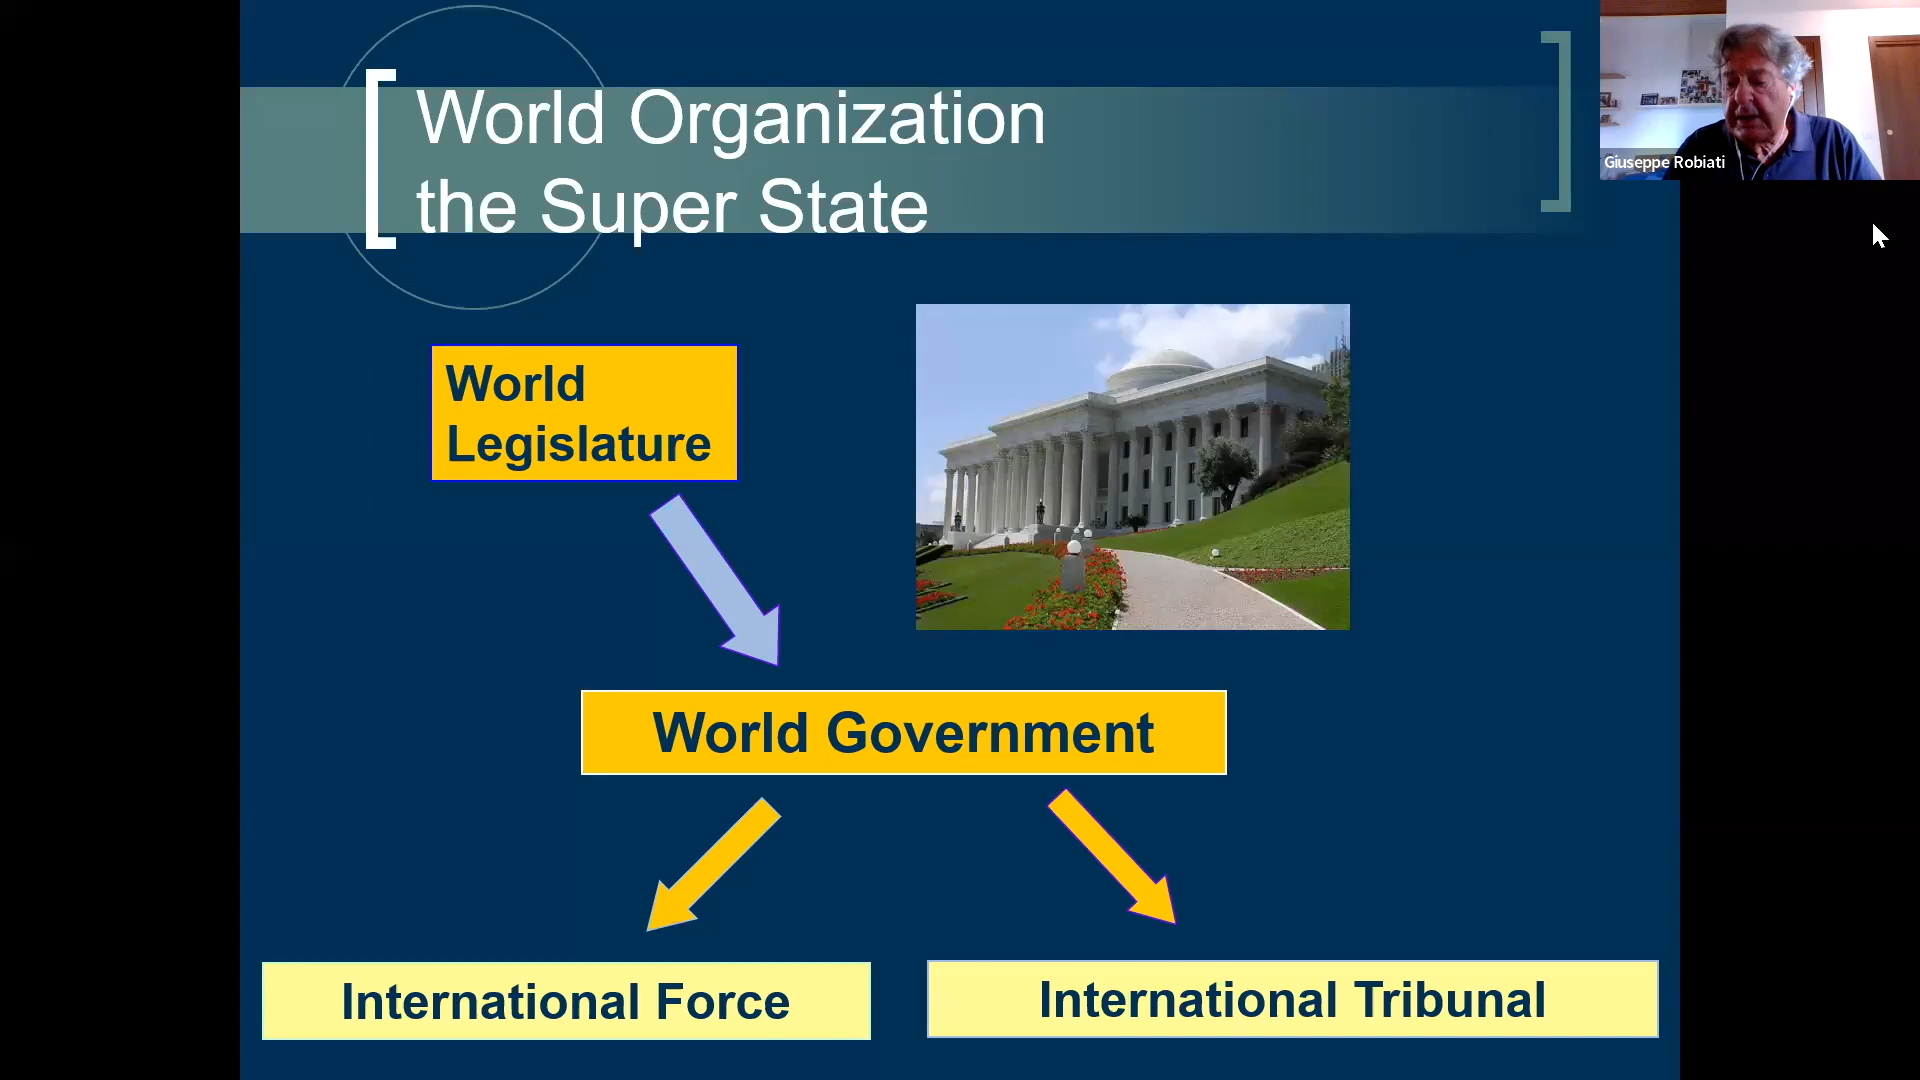 World Organization
the Super State
Giuseppe Robiati
World
Legislature
World Government
International Force
International Tribunal